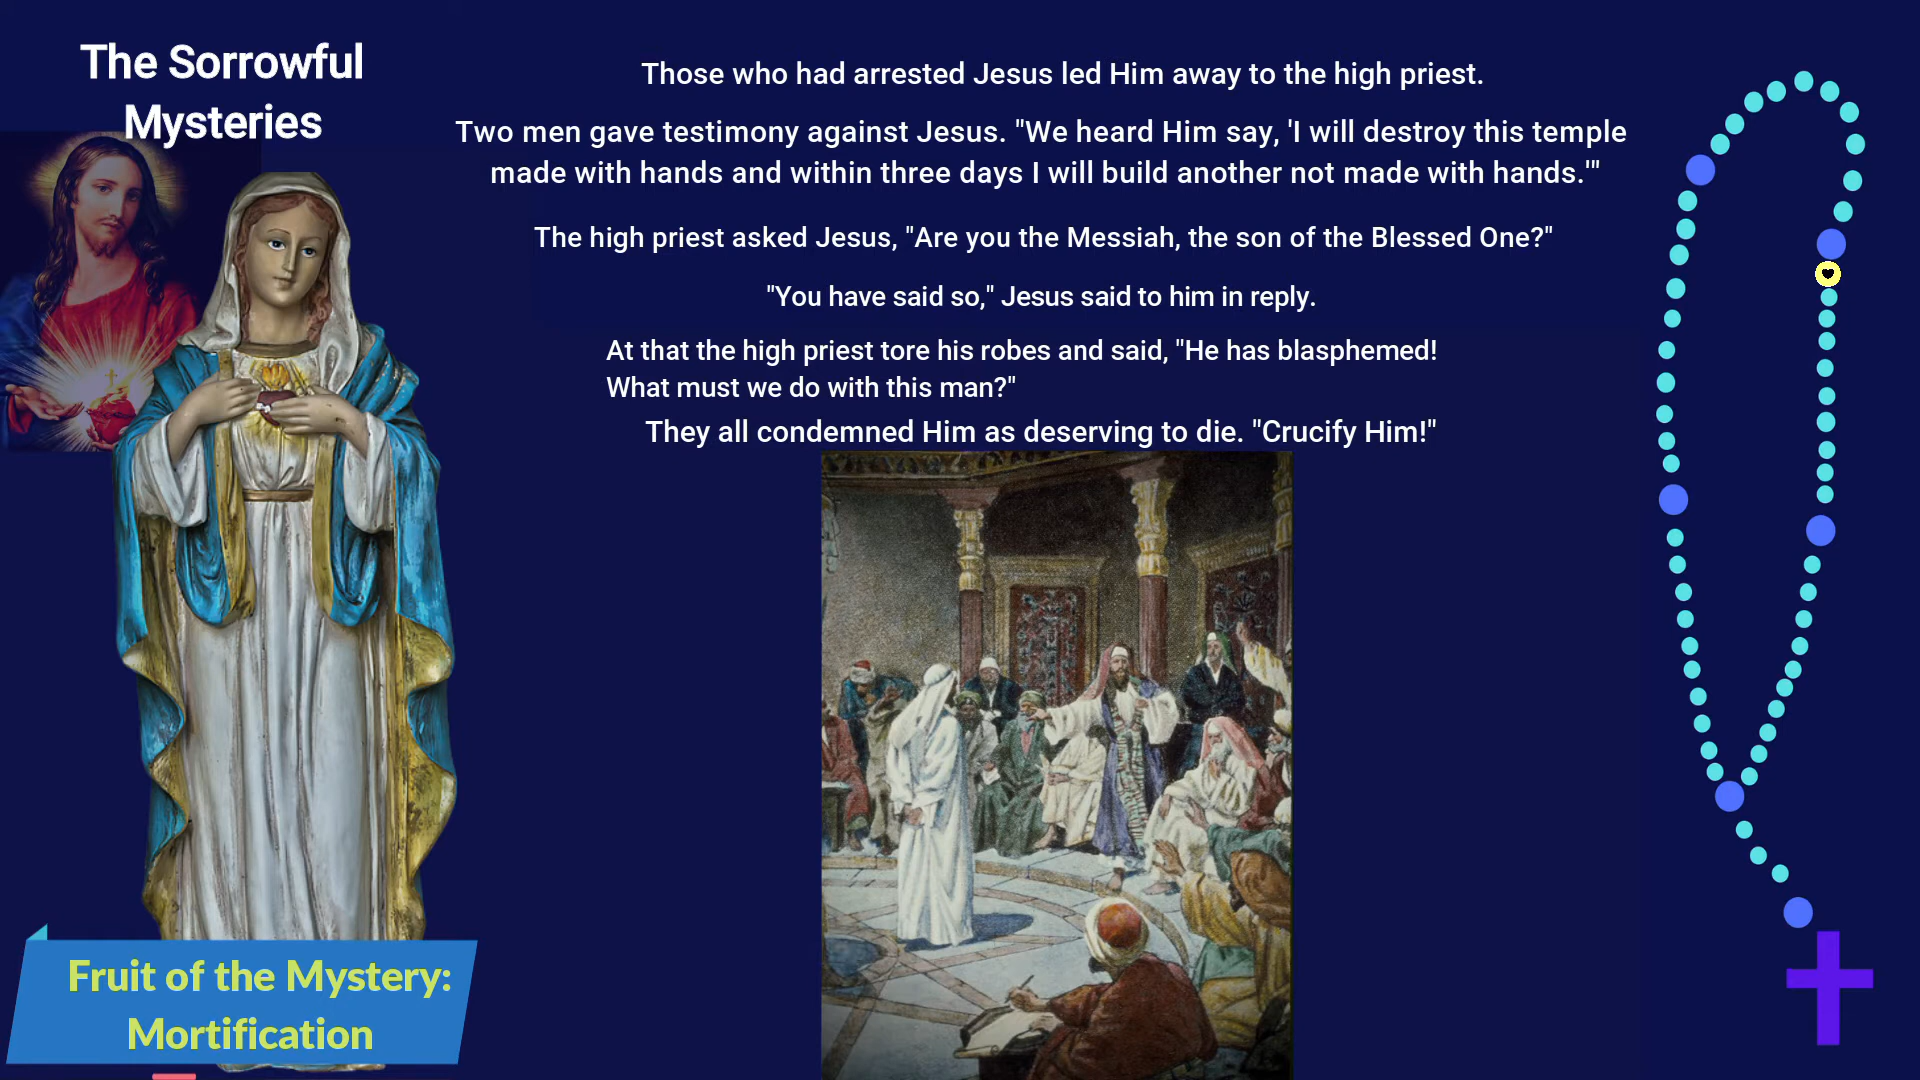 The Sorrowful
Mysteries
Those who had arrested Jesus led Him away to the high priest.
Two men gave testimony against Jesus. "We heard Him say, 'I will destroy this temple
made with hands and within three days I will build another not made with hands.'"
The high priest asked Jesus, "Are you the Messiah, the son of the Blessed One?"
"You have said so," Jesus said to him in reply.
At that the high priest tore his robes and said, "He has blasphemed!
What must we do with this man?"
They all condemned Him as deserving to die. "Crucify Him!"
Fruit of the Mystery:
Mortification